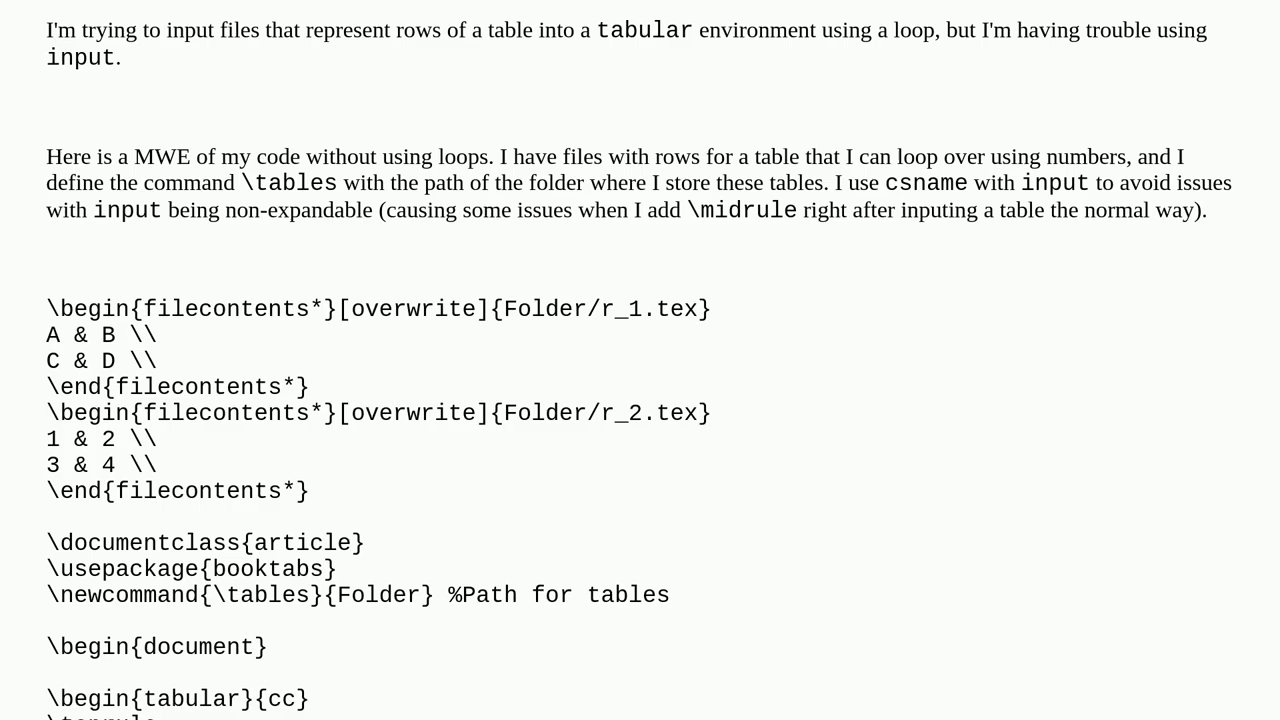 I'm trying to input files that represent rows of a table into a tabular environment using a loop, but I'm having trouble using
input.
Here is a MWE of my code without using loops. I have files with rows for a table that I can loop over using numbers, and I
define the command \tables with the path of the folder where I store these tables. I use csname with input to avoid issues
with input being non-expandable (causing some issues when I add \midrule right after inputing a table the normal way).
\begin{filecontents*}[overwrite]{Folder/r_1.tex}
A & B \\
C & D \\
\end{filecontents*}
\begin{filecontents*}[overwrite]{Folder/r_2.tex}
1 & 2 \\
3 & 4 \\
\end{filecontents*}
\documentclass{article}
\usepackage{booktabs}
\newcommand{\tables}{Folder} %Path for tables
\begin{document}
\begin{tabular}{cc}